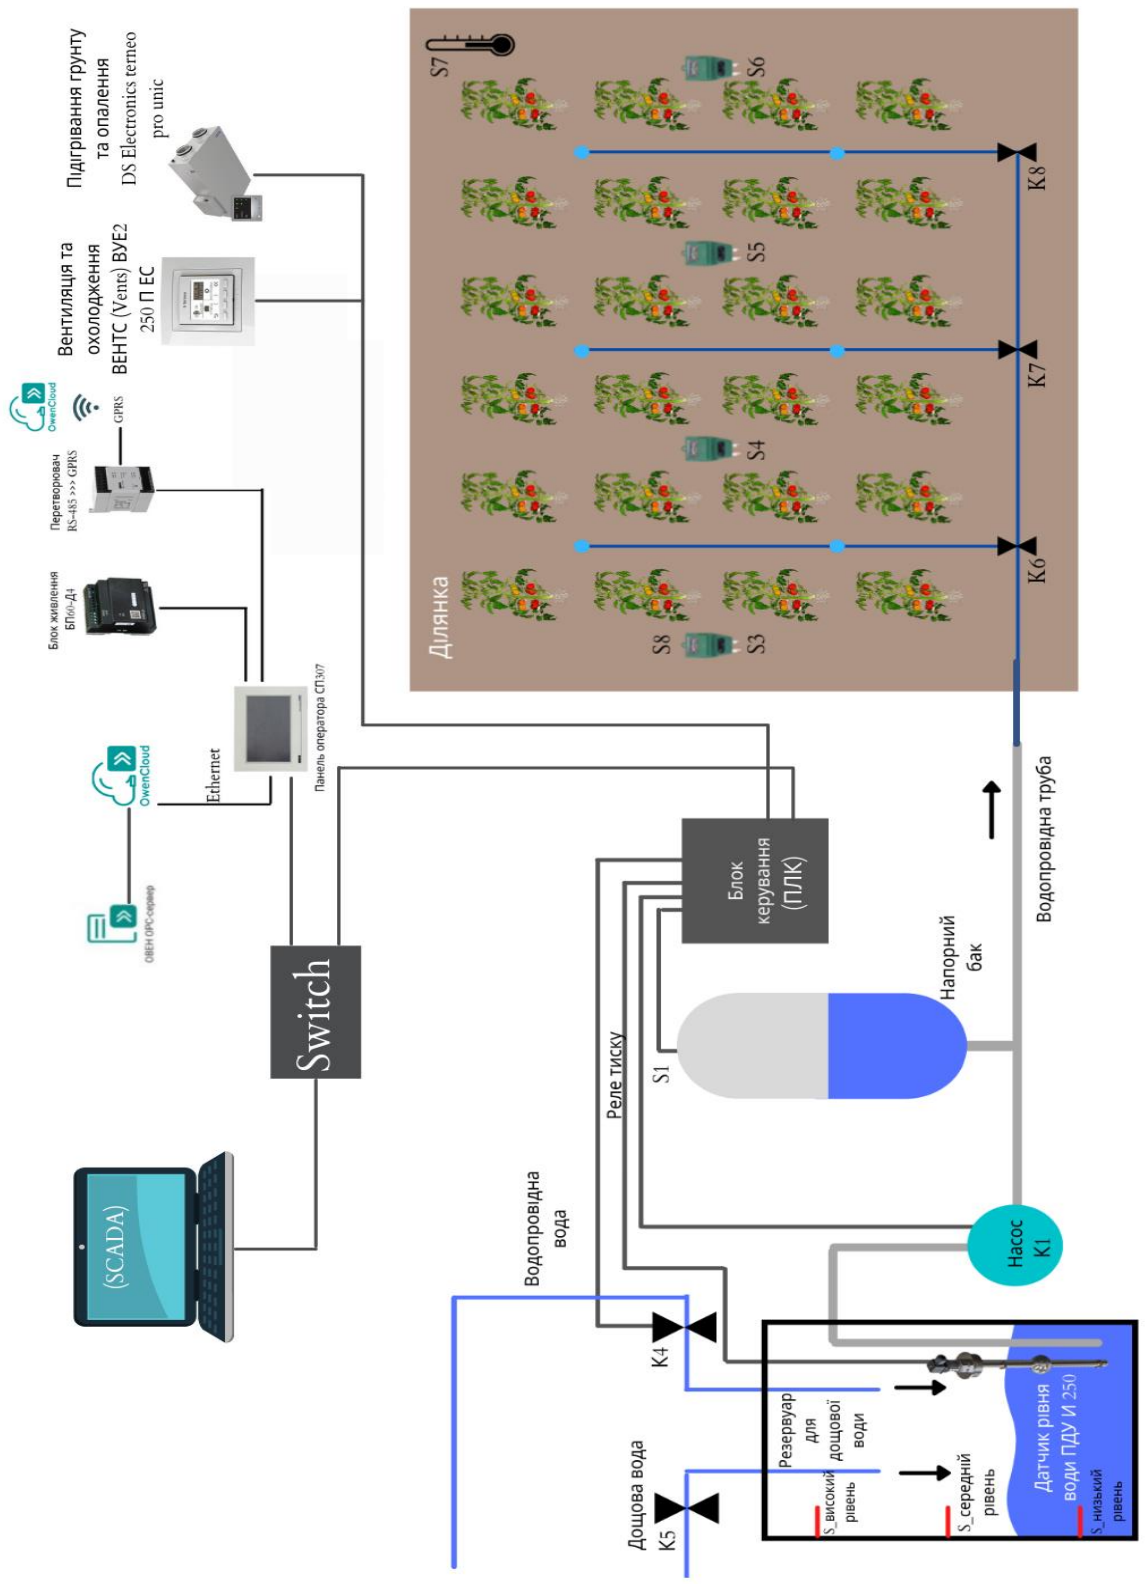 (SCADA)
Switch
ОВЕН OPC-сервер
OwenCloud
Ethernet
Панель оператора СП307
Блок живлення
БП60-Д4
Перетворювач
RS-485 >>> GPRS
GPRS
OwenCloud
Вентиляція та
охолодження
ВЕНТС (Vents) ВУЕ2
250 П ЕС
Підігрівання грунту
та опалення
DS Electronics terneo
pro unic
Водопровідна
вода
Реле тиску
S1
Блок
керування
(ПЛК)
Напорний
бак
Водопровідна труба
Насос
K1
K4
Дощова вода
K5
Резервуар
для
дощової
води
S_високий
рівень
S_середній
рівень
S_низький
рівень
Датчик рівня
води ПДУ И 250
Ділянка
S8
S3
S4
S5
S6
S7
K6
K7
K8